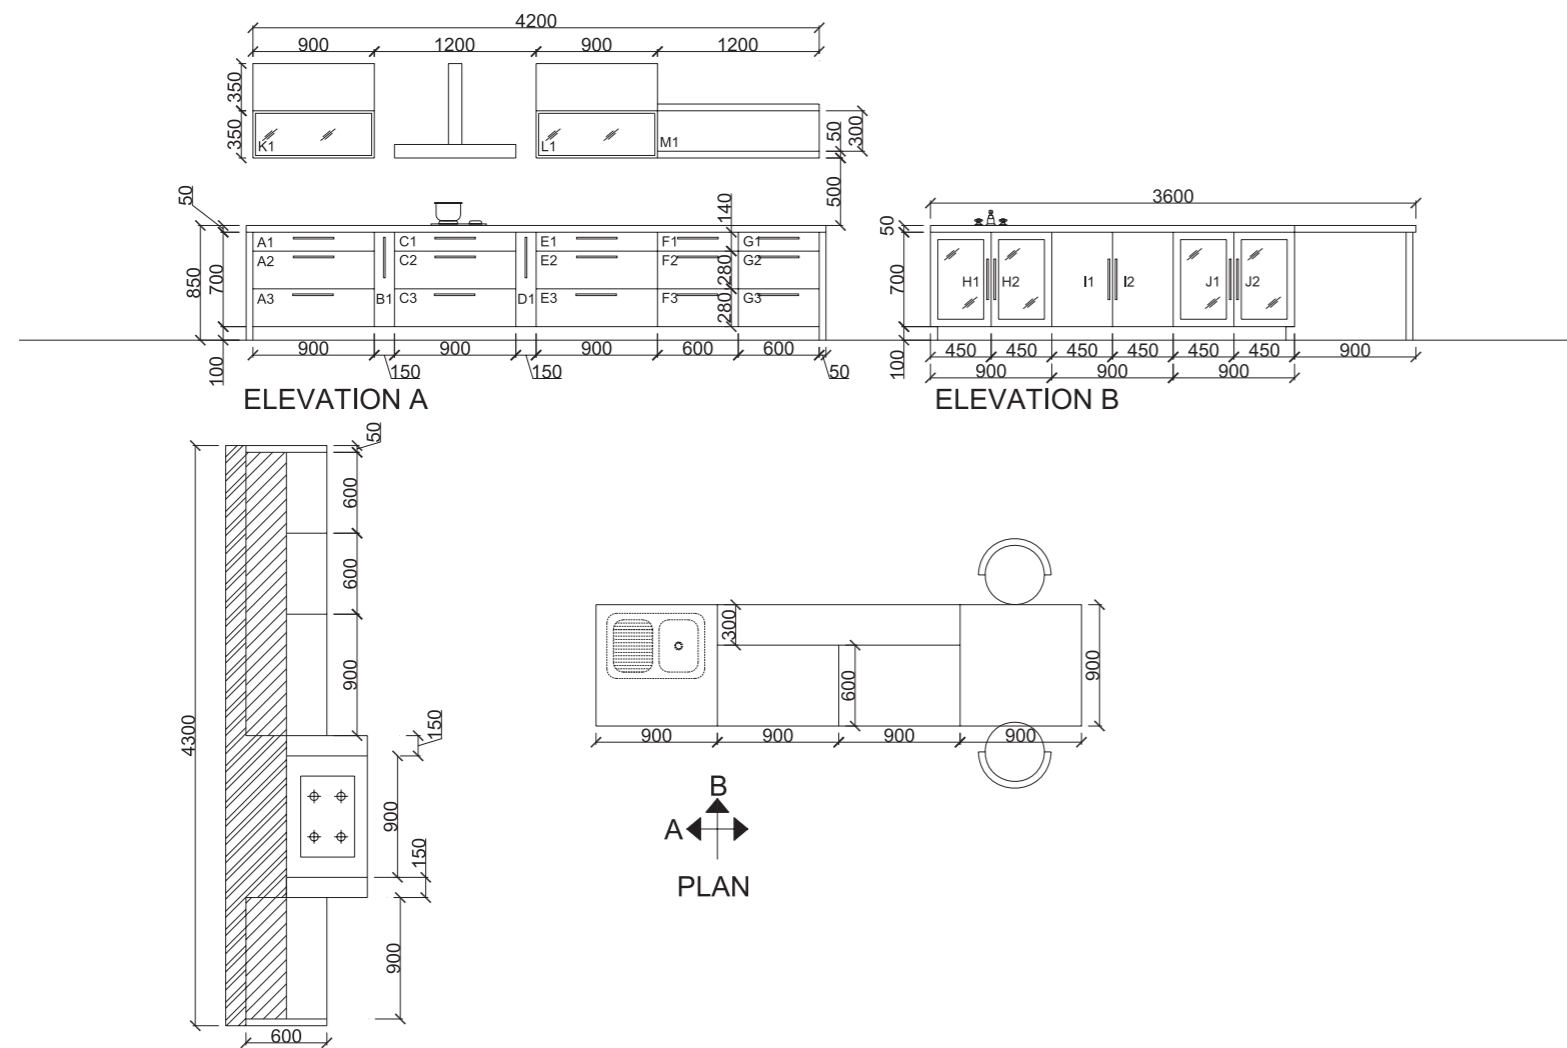 4200
900 1200 900 1200
350
350
K1
L1
M1
50
300
500
50
140
A1 C1 E1 F1 G1
A2 C2 E2 F2 G2
280
A3 B1 C3 D1 E3 F3 G3
280
850
700
100
900 900 900 600 600
150 150 50
ELEVATION A
3600
50
700
100
H1 H2 I1 I2 J1 J2
450 450 450 450 450 450 900
900 900 900
ELEVATION B
50
600
600
900
150
4300
900
150
900
600
300
600
900
900 900 900 900
B
A
PLAN